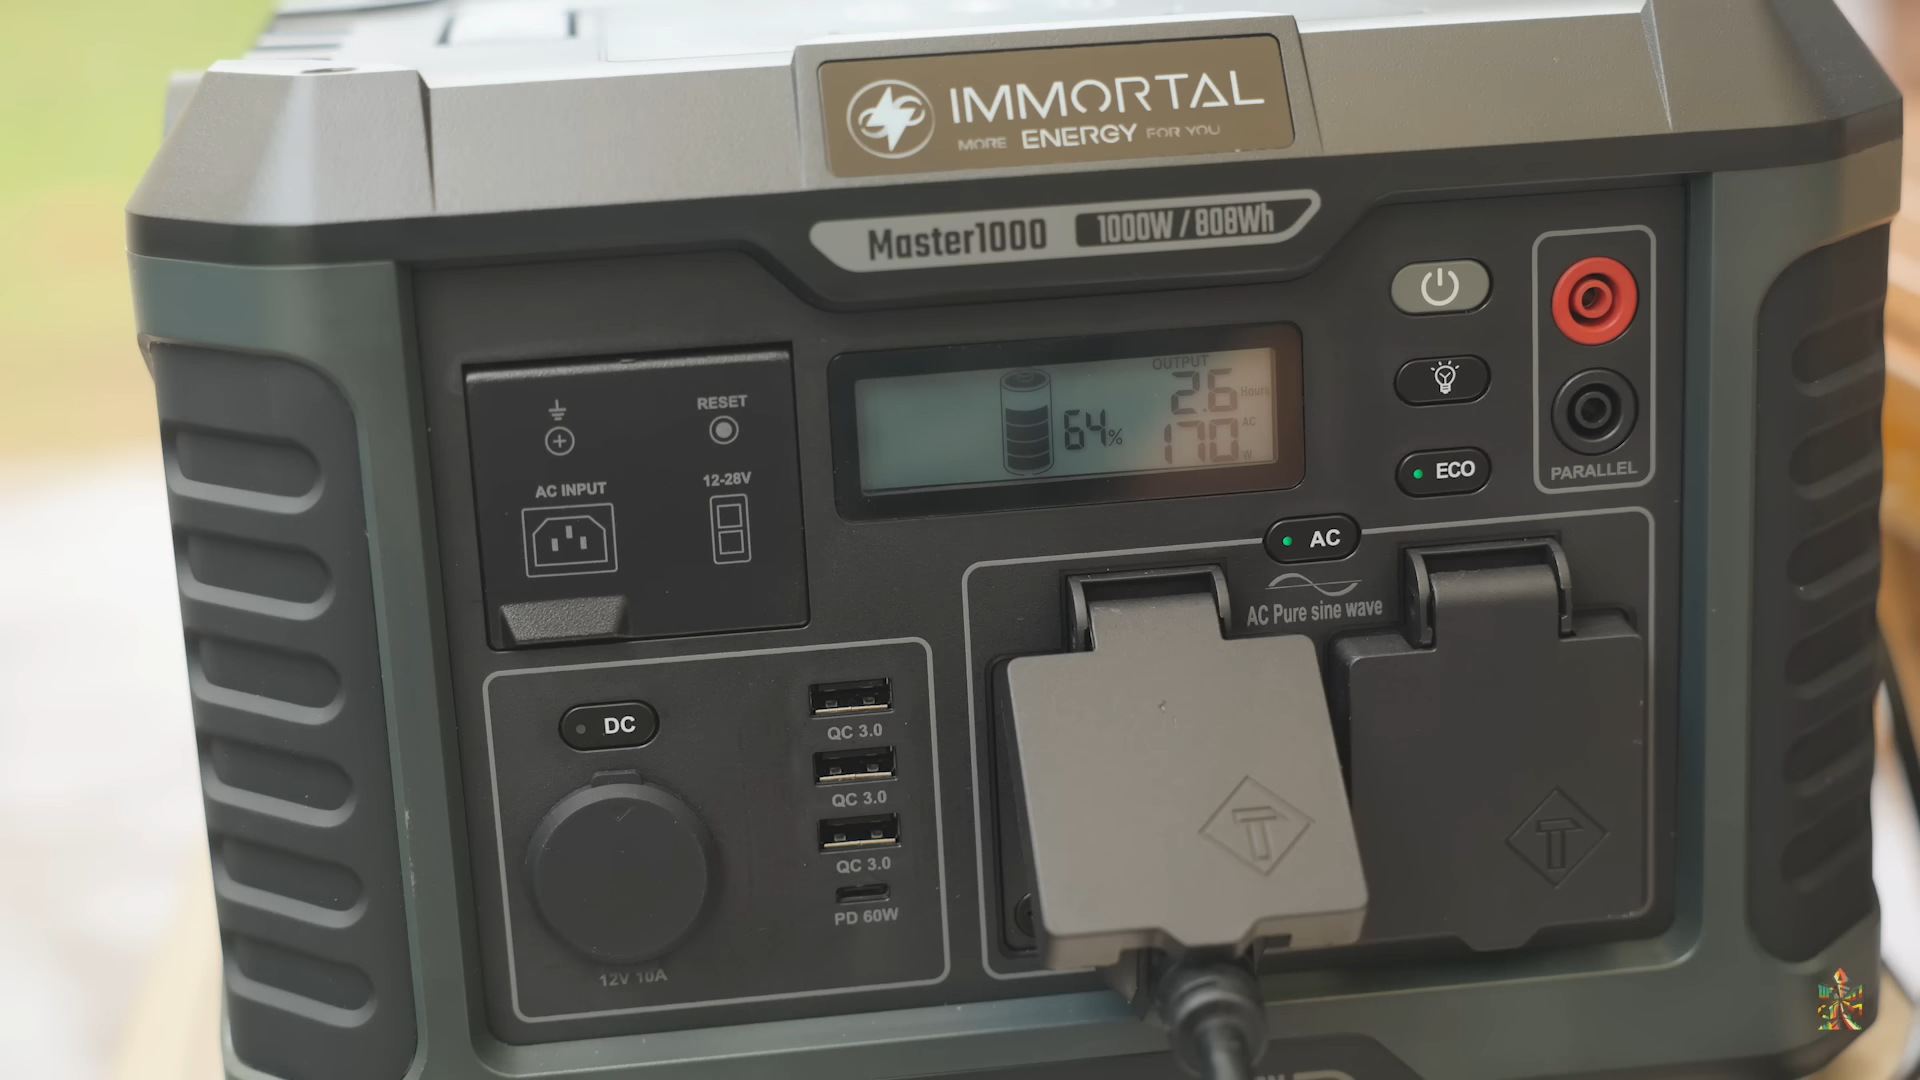 IMMORTAL
MORE ENERGY FOR YOU
Master1000 1000W / 808Wh
RESET
AC INPUT
12-28V
OUTPUT
64%
2.6 Hours
AC
170 W
ECO
PARALLEL
AC
AC Pure sine wave
DC
QC 3.0
QC 3.0
QC 3.0
PD 60W
12V 10A